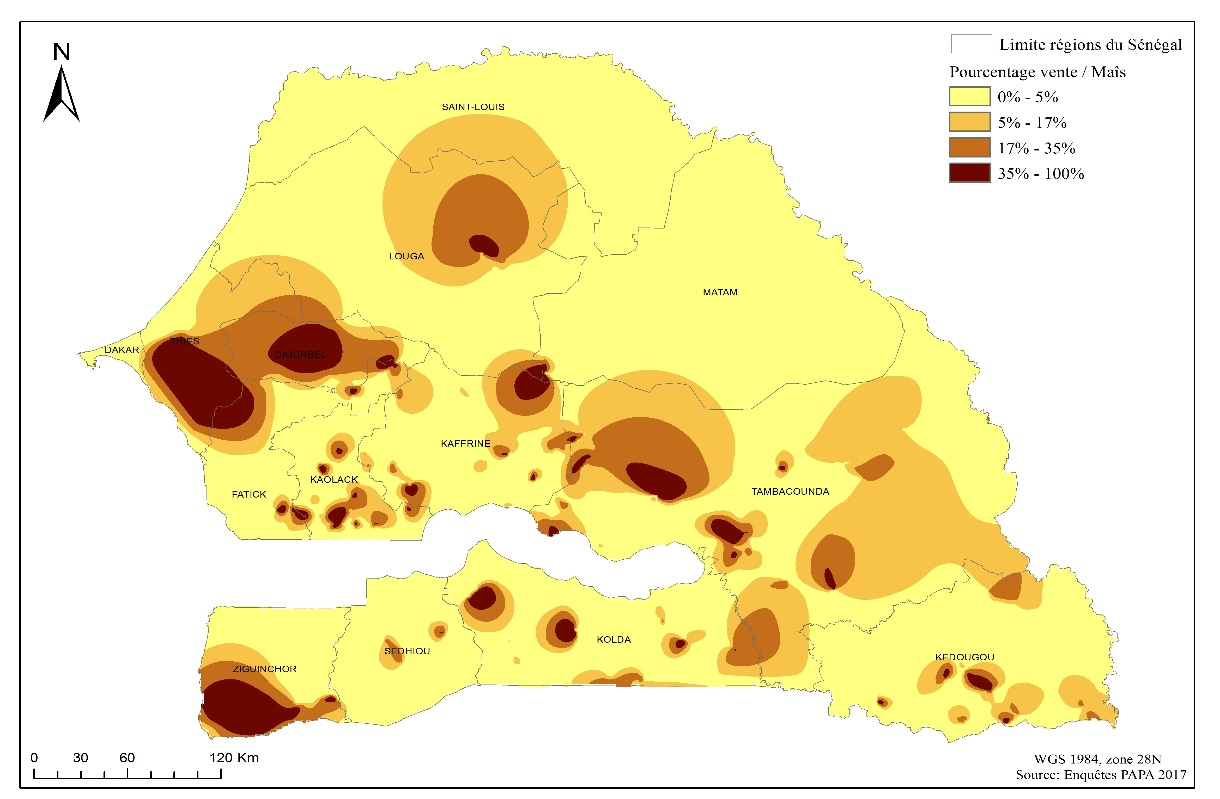 N
Limite régions du Sénégal
Pourcentage vente / Maîs
0% - 5%
5% - 17%
17% - 35%
35% - 100%
SAINT-LOUIS
LOUGA
MATAM
DAKAR
THIES
DIOURBEL
KAFFRINE
FATICK
KAOLACK
TAMBACOUNDA
KOLDA
SEDHIOU
ZIGUINCHOR
KEDOUGOU
0 30 60 120 Km
WGS 1984, zone 28N
Source: Enquêtes PAPA 2017